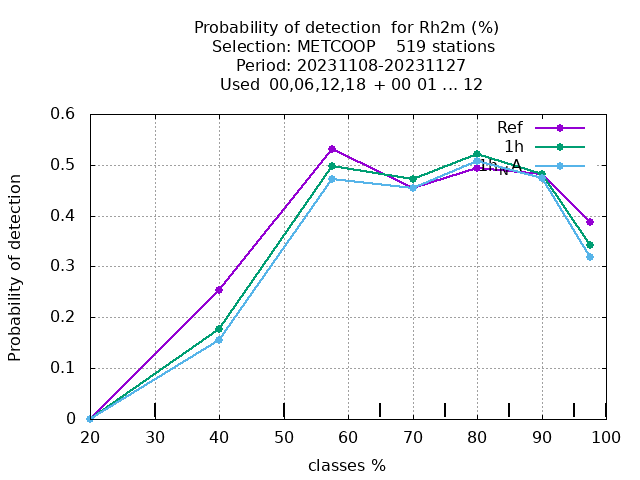 Probability of detection for Rh2m (%)
Selection: METCOOP 519 stations
Period: 20231108-20231127
Used 00,06,12,18 + 00 01 ... 12
Probability of detection
0.6
0.5
0.4
0.3
0.2
0.1
0
Ref
1h
1h_N_A
20 30 40 50 60 70 80 90 100
classes %